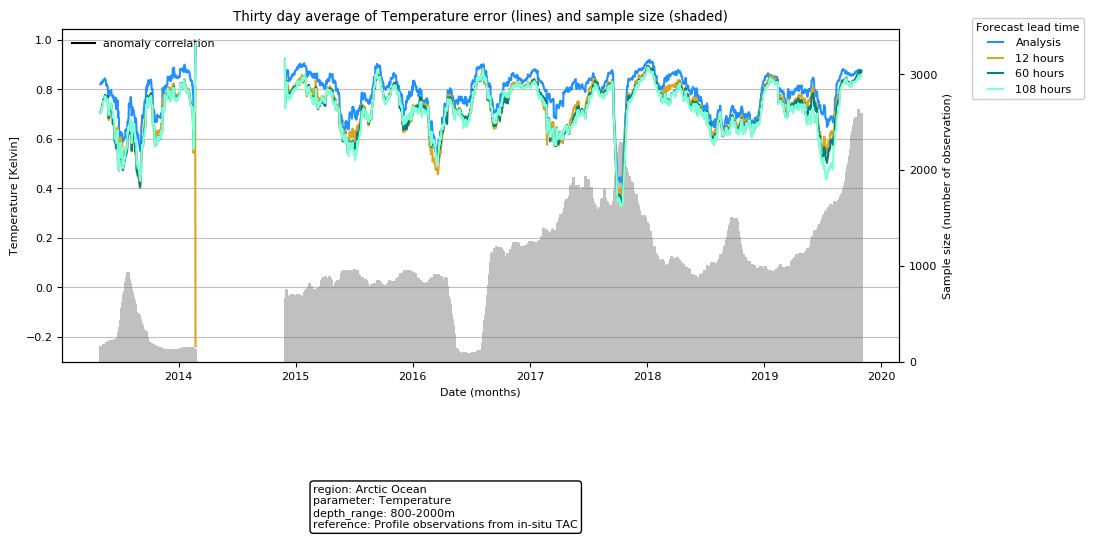 Thirty day average of Temperature error (lines) and sample size (shaded)
Forecast lead time
Analysis
12 hours
60 hours
108 hours
anomaly correlation
Temperature [Kelvin]
1.0
0.8
0.6
0.4
0.2
0.0
−0.2
Sample size (number of observation)
3000
2000
1000
0
2014 2015 2016 2017 2018 2019 2020
Date (months)
region: Arctic Ocean
parameter: Temperature
depth_range: 800-2000m
reference: Profile observations from in-situ TAC